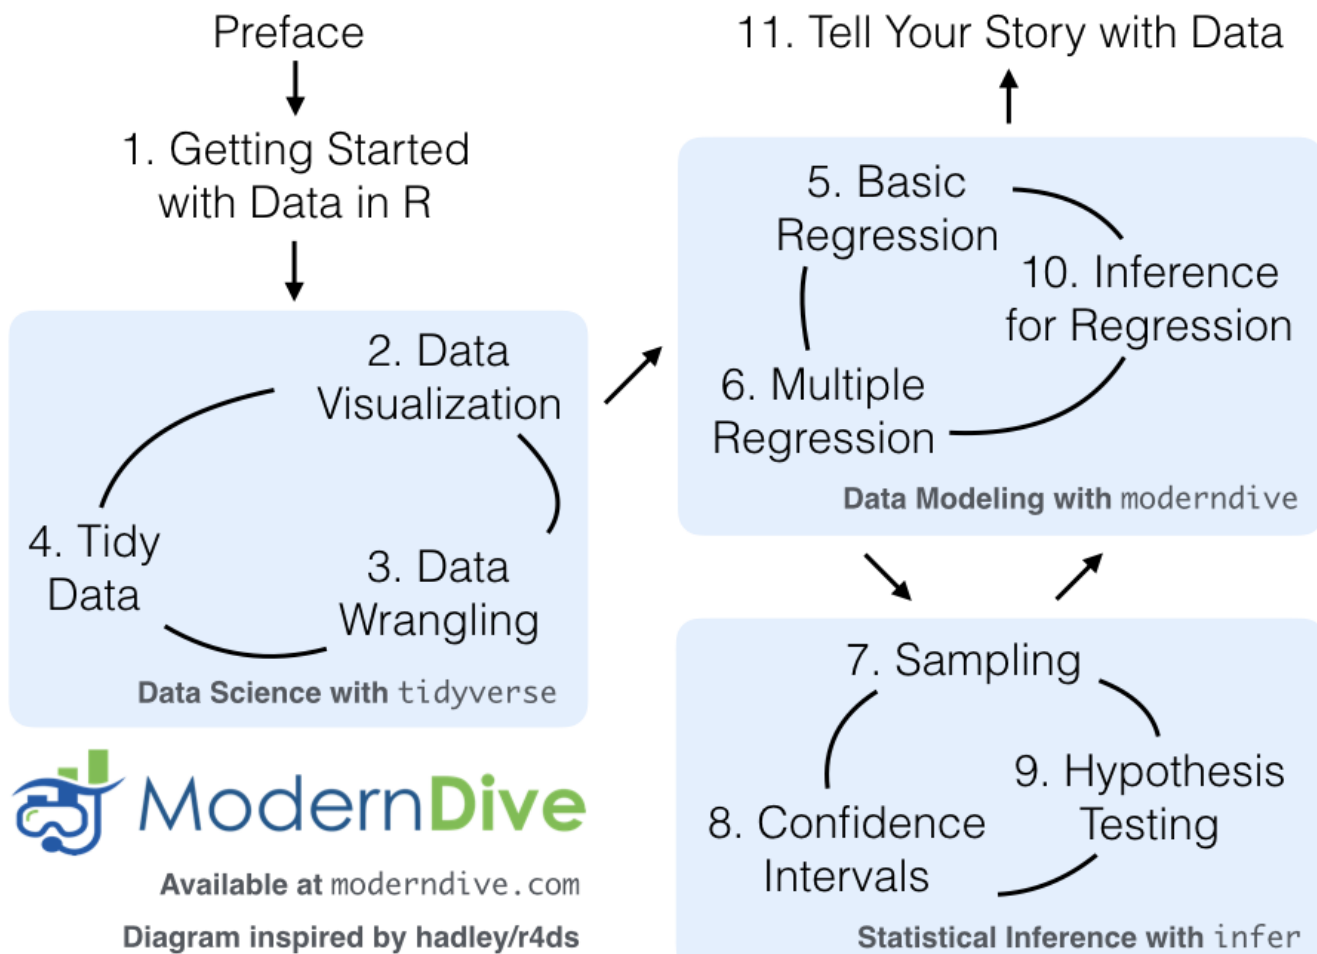 Preface
1. Getting Started
with Data in R
2. Data
Visualization
4. Tidy
Data
3. Data
Wrangling
Data Science with tidyverse
11. Tell Your Story with Data
5. Basic
Regression
10. Inference
for Regression
6. Multiple
Regression
Data Modeling with moderndive
7. Sampling
9. Hypothesis
Testing
8. Confidence
Intervals
Statistical Inference with infer
ModernDive
Available at moderndive.com
Diagram inspired by hadley/r4ds